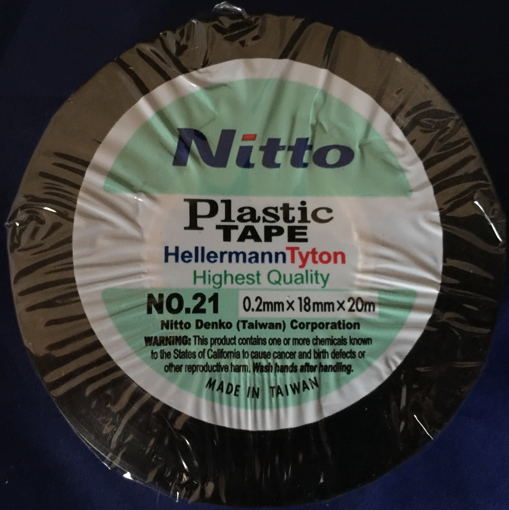 Nitto
Plastic
TAPE
HellermannTyton
Highest Quality
NO.21 0.2mm×18mm×20m
Nitto Denko (Taiwan) Corporation
WARNING: This product contains one or more chemicals known
to the States of California to cause cancer and birth defects or
other reproductive harm. Wash hands after handling.
MADE IN TAIWAN